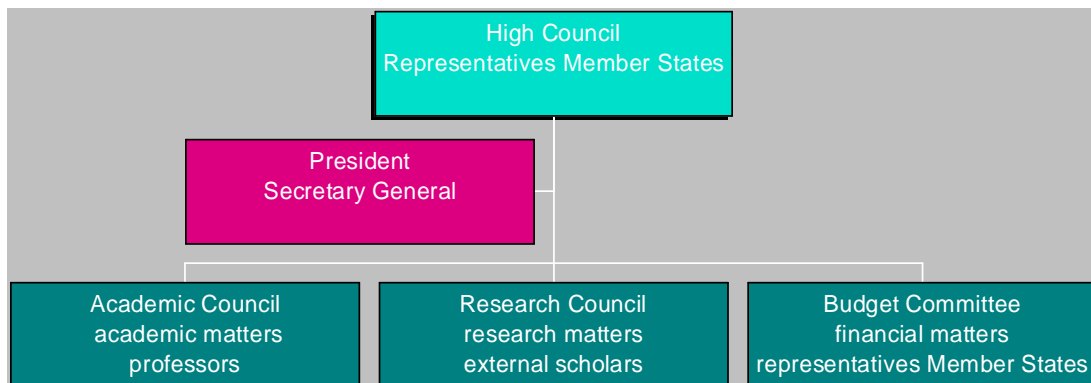 High Council
Representatives Member States
President
Secretary General
Academic Council
academic matters
professors
Research Council
research matters
external scholars
Budget Committee
financial matters
representatives Member States